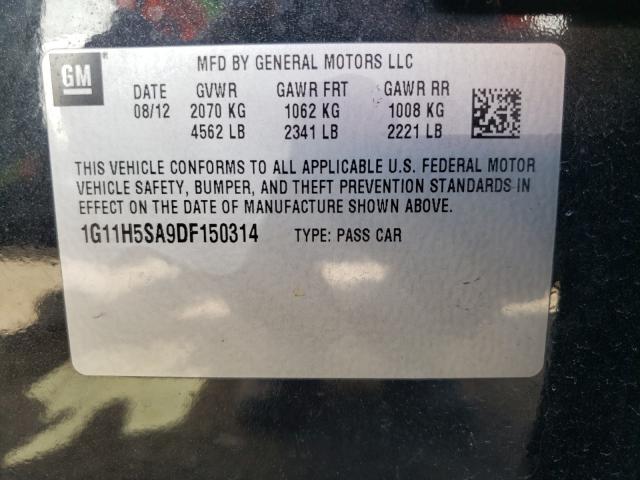 GM
MFD BY GENERAL MOTORS LLC
DATE GVWR GAWR FRT GAWR RR
08/12 2070 KG 1062 KG 1008 KG
4562 LB 2341 LB 2221 LB
THIS VEHICLE CONFORMS TO ALL APPLICABLE U.S. FEDERAL MOTOR
VEHICLE SAFETY, BUMPER, AND THEFT PREVENTION STANDARDS IN
EFFECT ON THE DATE OF MANUFACTURE SHOWN ABOVE.
1G11H5SA9DF150314 TYPE: PASS CAR